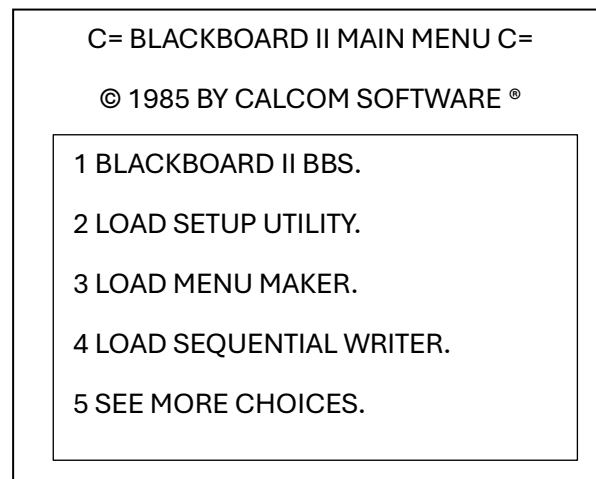 C= BLACKBOARD II MAIN MENU C=
© 1985 BY CALCOM SOFTWARE ®
1 BLACKBOARD II BBS.
2 LOAD SETUP UTILITY.
3 LOAD MENU MAKER.
4 LOAD SEQUENTIAL WRITER.
5 SEE MORE CHOICES.